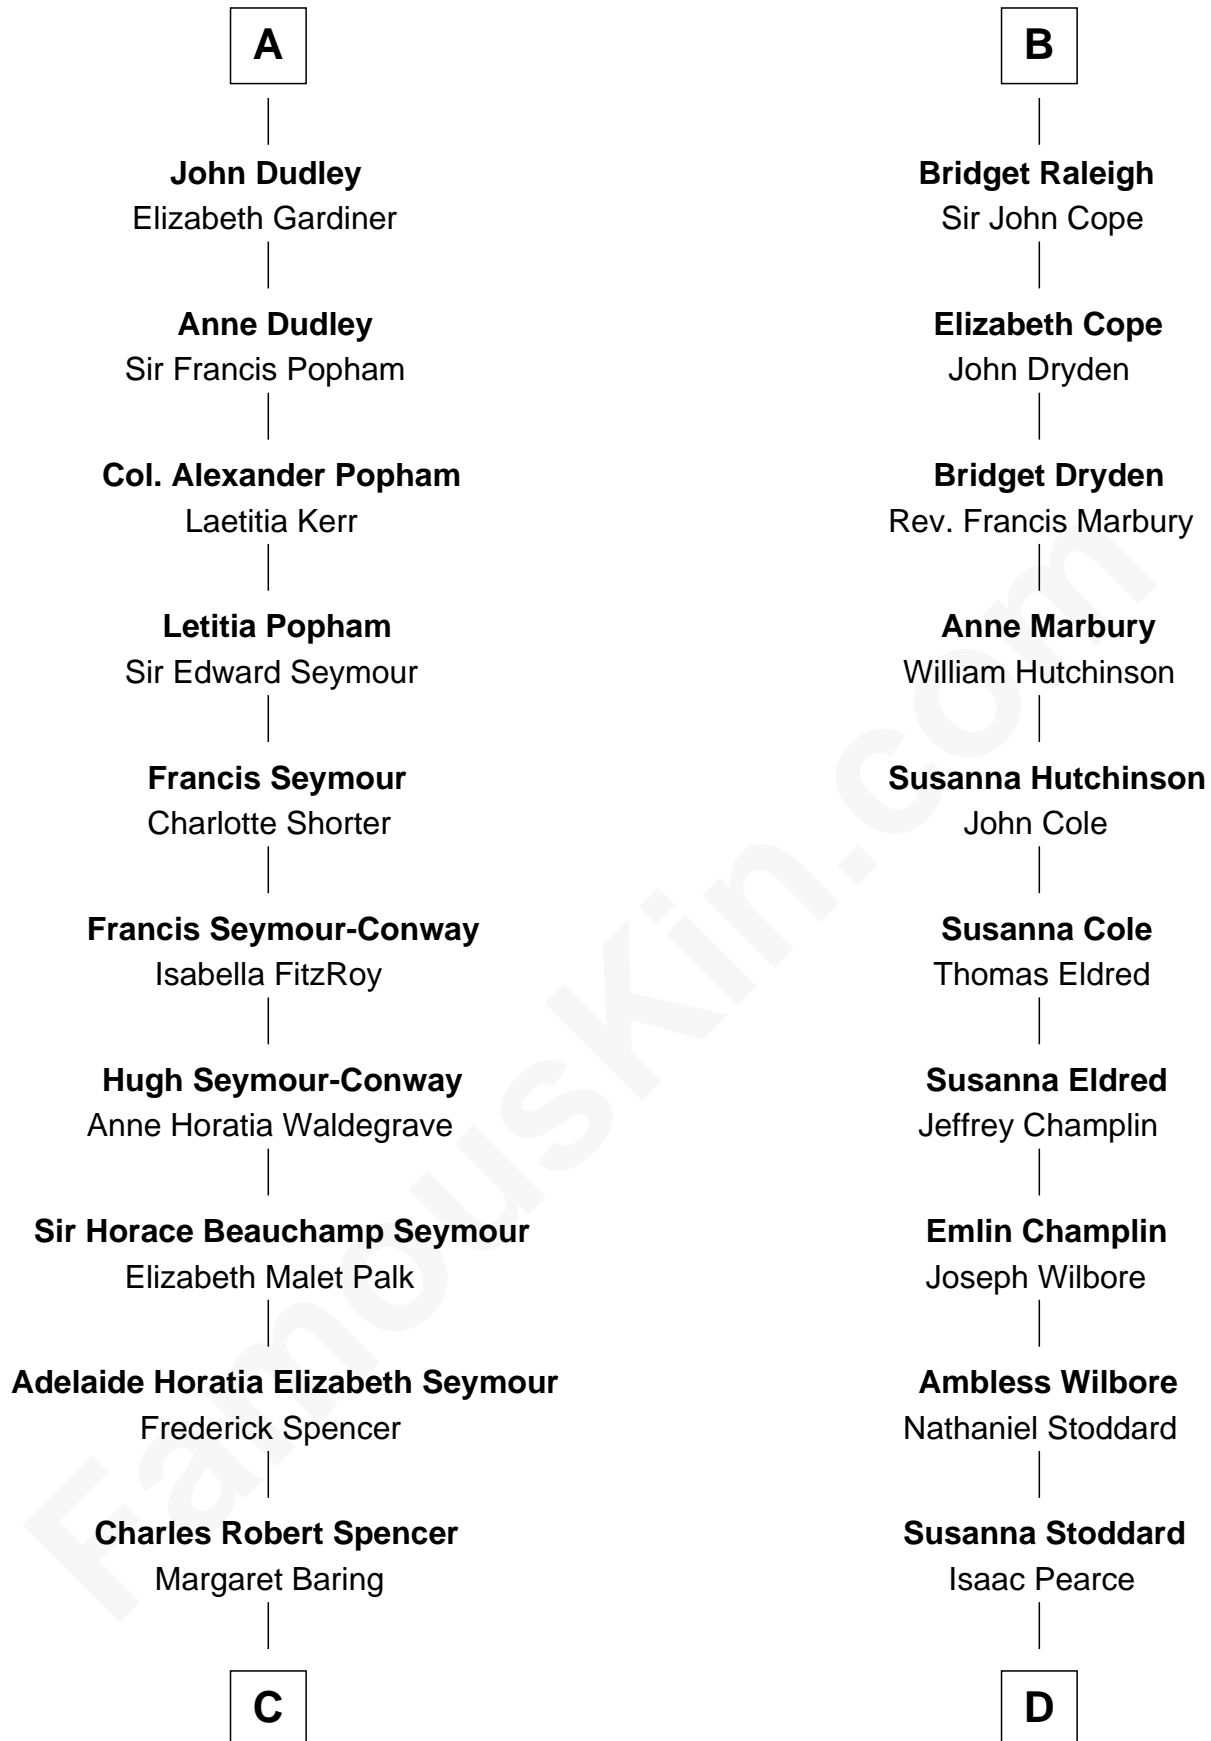 A
John Dudley
Elizabeth Gardiner
Anne Dudley
Sir Francis Popham
Col. Alexander Popham
Laetitia Kerr
Letitia Popham
Sir Edward Seymour
Francis Seymour
Charlotte Shorter
Francis Seymour-Conway
Isabella FitzRoy
Hugh Seymour-Conway
Anne Horatia Waldegrave
Sir Horace Beauchamp Seymour
Elizabeth Malet Palk
Adelaide Horatia Elizabeth Seymour
Frederick Spencer
Charles Robert Spencer
Margaret Baring
C
B
Bridget Raleigh
Sir John Cope
Elizabeth Cope
John Dryden
Bridget Dryden
Rev. Francis Marbury
Anne Marbury
William Hutchinson
Susanna Hutchinson
John Cole
Susanna Cole
Thomas Eldred
Susanna Eldred
Jeffrey Champlin
Emlin Champlin
Joseph Wilbore
Ambless Wilbore
Nathaniel Stoddard
Susanna Stoddard
Isaac Pearce
D
FamousKin.com